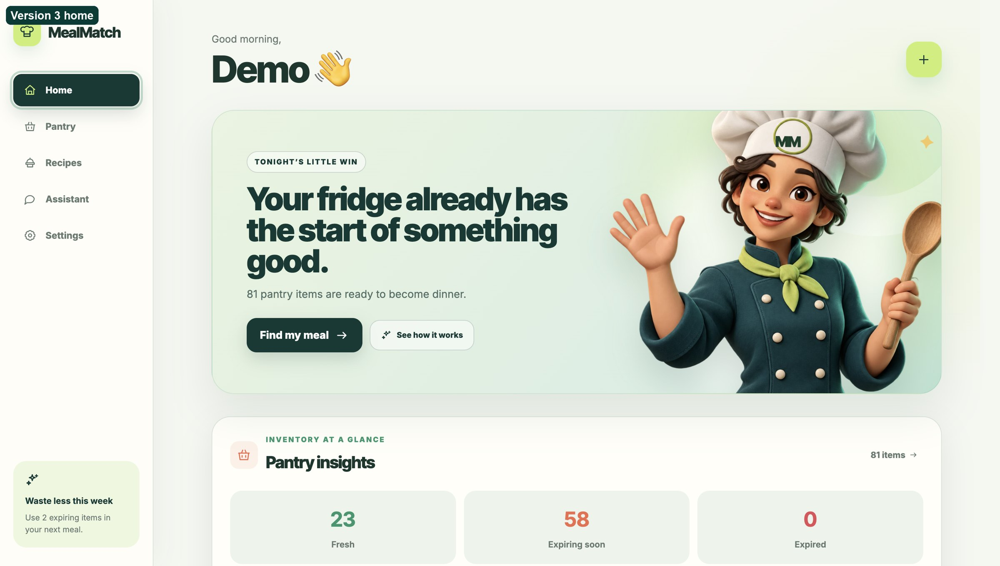 Version 3 home
MealMatch
Home
Pantry
Recipes
Assistant
Settings
Waste less this week
Use 2 expiring items in
your next meal.
Good morning,
Demo 👋
+
TONIGHT’S LITTLE WIN
Your fridge already has
the start of something
good.
81 pantry items are ready to become dinner.
Find my meal →
See how it works
MM
INVENTORY AT A GLANCE
Pantry insights
81 items →
23
Fresh
58
Expiring soon
0
Expired